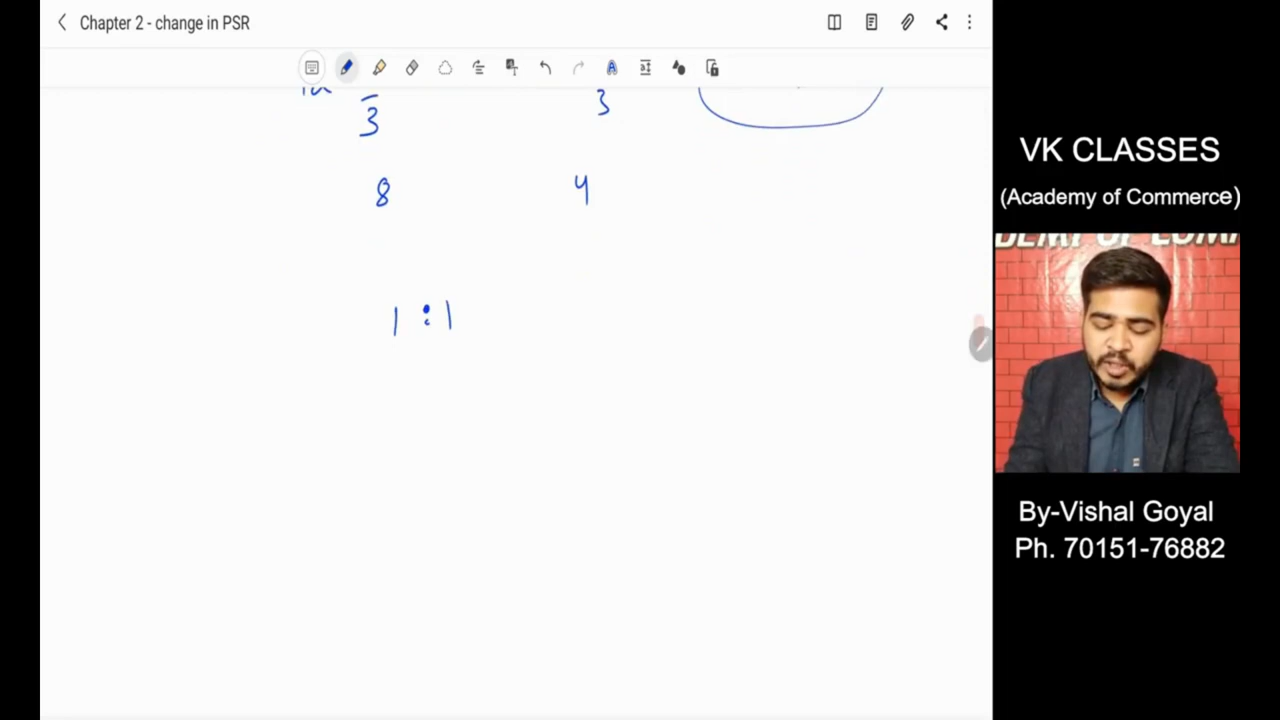 Chapter 2 - change in PSR
3 3
8 4
1 : 1
VK CLASSES
(Academy of Commerce)
By-Vishal Goyal
Ph. 70151-76882